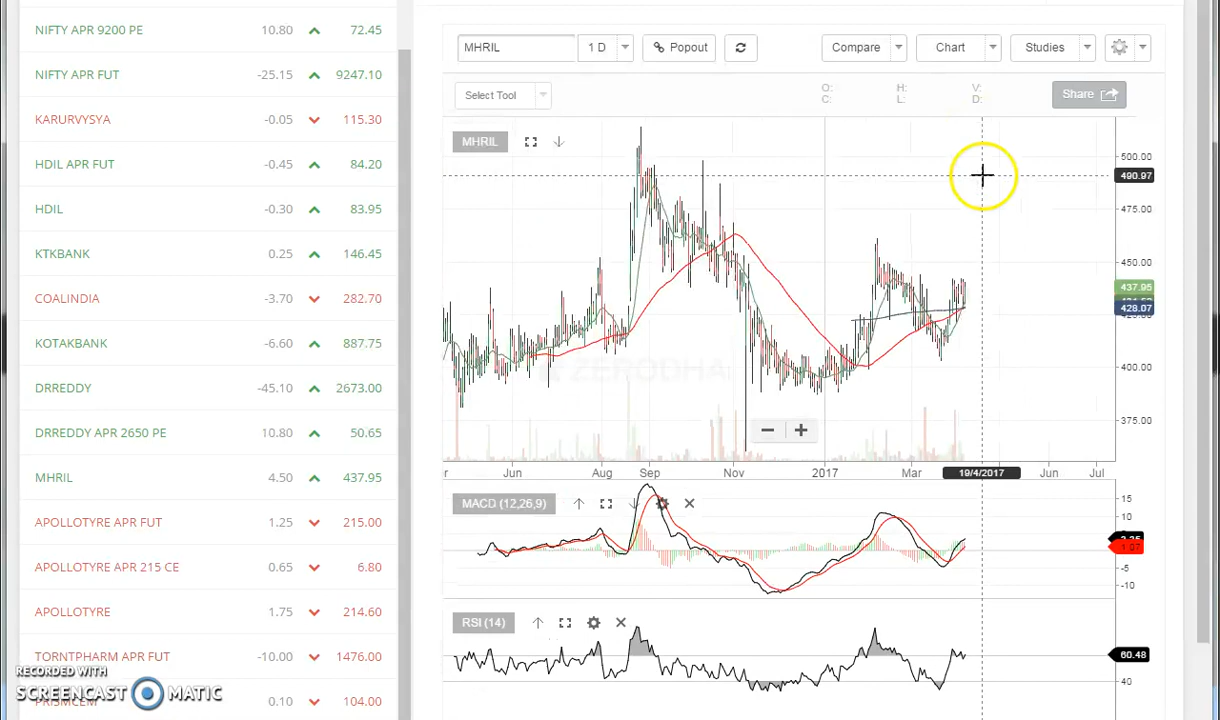 NIFTY APR 9200 PE 10.80 72.45
NIFTY APR FUT -25.15 9247.10
KARURVYSYA -0.05 115.30
HDIL APR FUT -0.45 84.20
HDIL -0.30 83.95
KTKBANK 0.25 146.45
COALINDIA -3.70 282.70
KOTAKBANK -6.60 887.75
DRREDDY -45.10 2673.00
DRREDDY APR 2650 PE 10.80 50.65
MHRIL 4.50 437.95
APOLLOTYRE APR FUT 1.25 215.00
APOLLOTYRE APR 215 CE 0.65 6.80
APOLLOTYRE 1.75 214.60
TORNTPHARM APR FUT -10.00 1476.00
PRISMCEM 0.10 104.00
RECORDED WITH
SCREENCAST MATIC
MHRIL 1 D Popout Compare Chart Studies
Select Tool
O: H: V:
C: L: D:
Share
MHRIL
500.00
490.97
475.00
450.00
437.95
428.07
400.00
375.00
ZERODHA
Jun Aug Sep Nov 2017 Mar 19/4/2017 Jun Jul
MACD (12,26,9)
15
10
1.07
-5
-10
RSI (14)
60.48
40